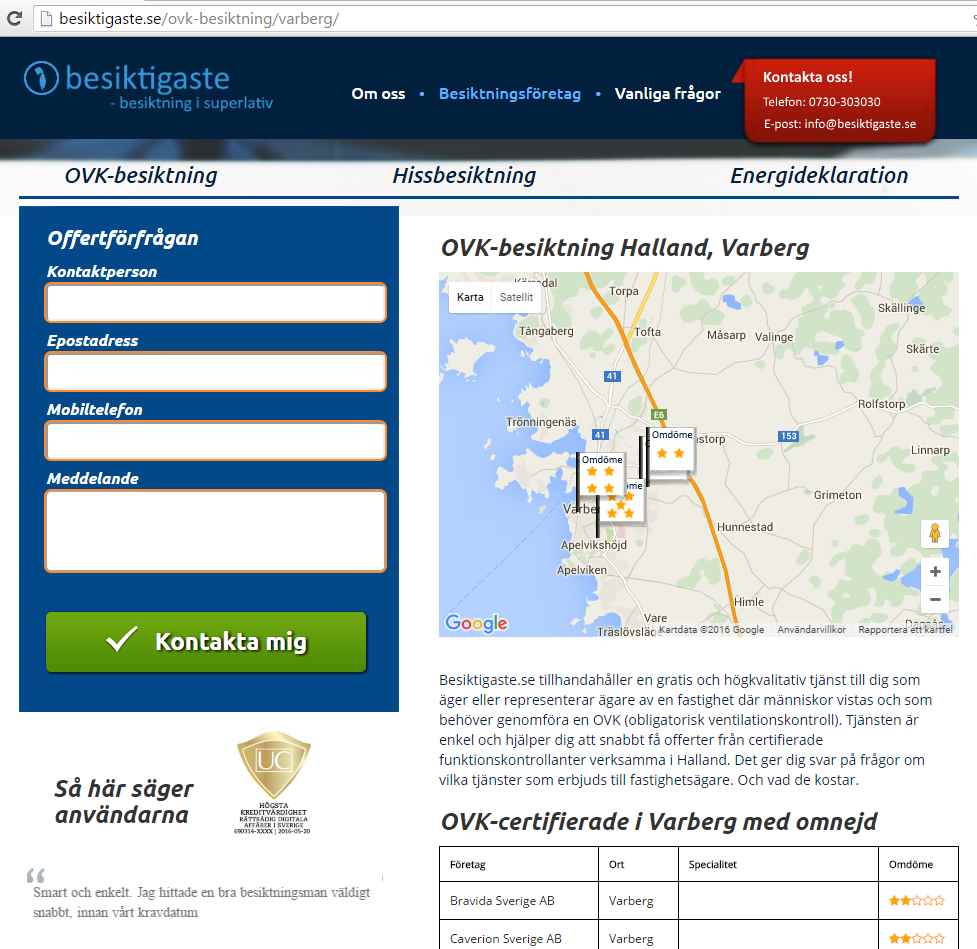 besiktigaste.se/ovk-besiktning/varberg/
besiktigaste
- besiktning i superlativ
Om oss • Besiktningsföretag • Vanliga frågor
Kontakta oss!
Telefon: 0730-303030
E-post: info@besiktigaste.se
OVK-besiktning
Hissbesiktning
Energideklaration
Offertförfrågan
Kontaktperson
Epostadress
Mobiltelefon
Meddelande
Kontakta mig
Så här säger
användarna
UC
HÖGSTA
KREDITVÄRDIGHET
RÄTTSÄDIG DIGITALA
AFFÄRER I SVERIGE
690314-XXXX | 2016-05-20
“
Smart och enkelt. Jag hittade en bra besiktningsman väldigt
snabbt, innan vårt kravdatum
OVK-besiktning Halland, Varberg
Karta
Satellit
Torpa
Skällinge
Tångaberg
Tofta
Måsarp
Valinge
Skärte
41
Rolfstorp
E6
Trönningenäs
41
Omdöme
storp
153
Linnarp
Omdöme
me
Grimeton
Varbe
Hunnestad
Apelvikshöjd
Apelviken
Himle
Vare
Träslövslä
Google
Kartdata ©2016 Google
Användarvillkor
Rapportera ett kartfel
Besiktigaste.se tillhandahåller en gratis och högkvalitativ tjänst till dig som
äger eller representerar ägare av en fastighet där människor vistas och som
behöver genomföra en OVK (obligatorisk ventilationskontroll). Tjänsten är
enkel och hjälper dig att snabbt få offerter från certifierade
funktionskontrollanter verksamma i Halland. Det ger dig svar på frågor om
vilka tjänster som erbjuds till fastighetsägare. Och vad de kostar.
OVK-certifierade i Varberg med omnejd
Företag Ort Specialitet Omdöme
Bravida Sverige AB Varberg
Caverion Sverige AB Varberg